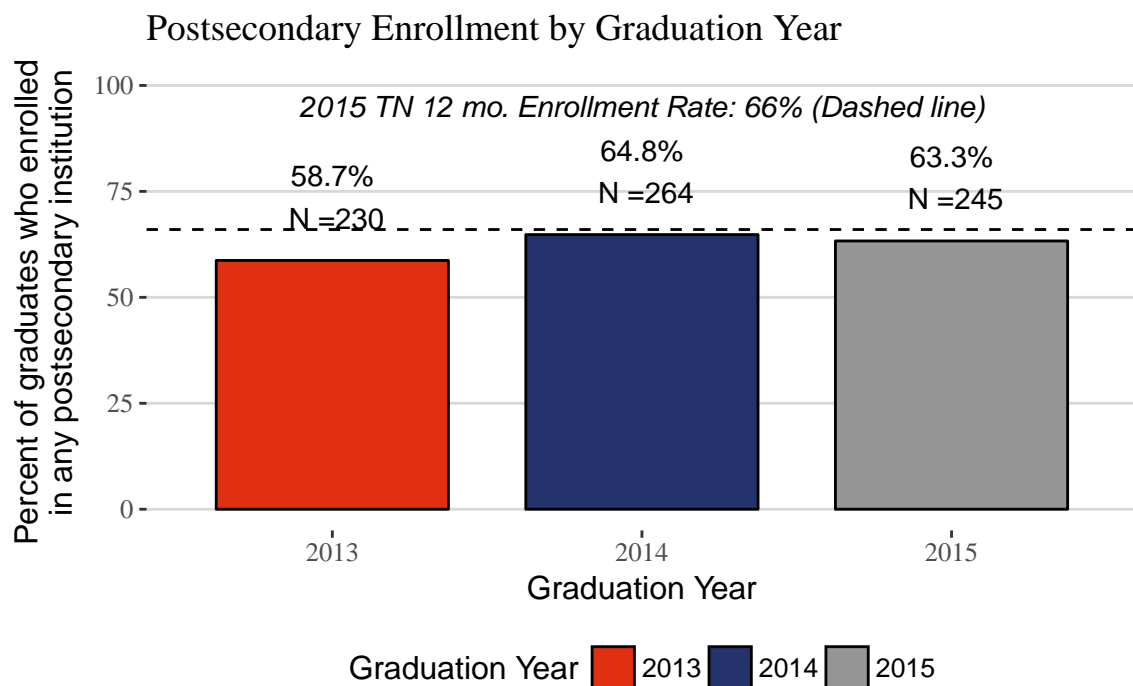 Postsecondary Enrollment by Graduation Year
Percent of graduates who enrolled
in any postsecondary institution
100
75
50
25
0
2015 TN 12 mo. Enrollment Rate: 66% (Dashed line)
58.7%
N =230
64.8%
N =264
63.3%
N =245
2013
2014
2015
Graduation Year
Graduation Year
2013
2014
2015